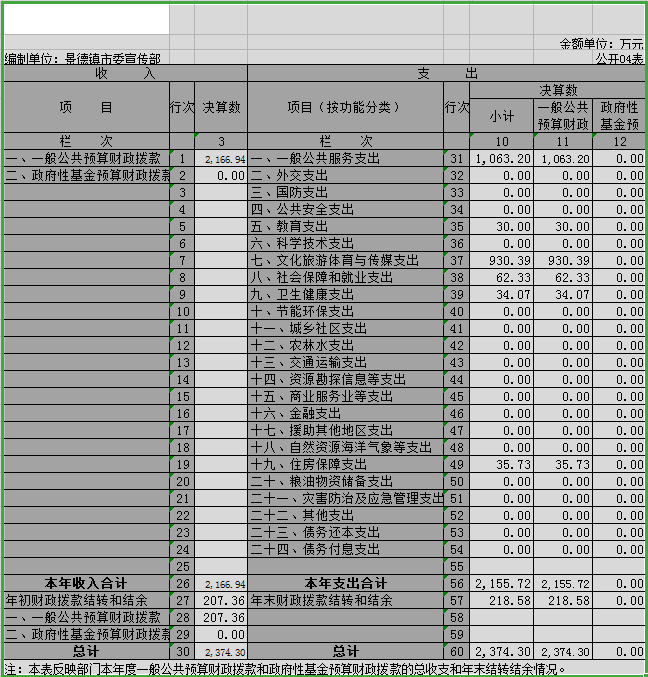 金额单位：万元
编制单位：景德镇市委宣传部 公开04表
收 入 支 出
项 目 行次 决算数 项目（按功能分类） 行次 决算数
小计 一般公共预算财政 政府性基金预
栏 次 3 栏 次 10 11 12
一、一般公共预算财政拨款 1 2,166.94 一、一般公共服务支出 31 1,063.20 1,063.20 0.00
二、政府性基金预算财政拨款 2 0.00 二、外交支出 32 0.00 0.00 0.00
3 三、国防支出 33 0.00 0.00 0.00
4 四、公共安全支出 34 0.00 0.00 0.00
5 五、教育支出 35 30.00 30.00 0.00
6 六、科学技术支出 36 0.00 0.00 0.00
7 七、文化旅游体育与传媒支出 37 930.39 930.39 0.00
8 八、社会保障和就业支出 38 62.33 62.33 0.00
9 九、卫生健康支出 39 34.07 34.07 0.00
10 十、节能环保支出 40 0.00 0.00 0.00
11 十一、城乡社区支出 41 0.00 0.00 0.00
12 十二、农林水支出 42 0.00 0.00 0.00
13 十三、交通运输支出 43 0.00 0.00 0.00
14 十四、资源勘探信息等支出 44 0.00 0.00 0.00
15 十五、商业服务业等支出 45 0.00 0.00 0.00
16 十六、金融支出 46 0.00 0.00 0.00
17 十七、援助其他地区支出 47 0.00 0.00 0.00
18 十八、自然资源海洋气象等支出 48 0.00 0.00 0.00
19 十九、住房保障支出 49 35.73 35.73 0.00
20 二十、粮油物资储备支出 50 0.00 0.00 0.00
21 二十一、灾害防治及应急管理支出 51 0.00 0.00 0.00
22 二十二、其他支出 52 0.00 0.00 0.00
23 二十三、债务还本支出 53 0.00 0.00 0.00
24 二十四、债务付息支出 54 0.00 0.00 0.00
25 55
本年收入合计 26 2,166.94 本年支出合计 56 2,155.72 2,155.72 0.00
年初财政拨款结转和结余 27 207.36 年末财政拨款结转和结余 57 218.58 218.58 0.00
一、一般公共预算财政拨款 28 207.36 58
二、政府性基金预算财政拨款 29 0.00 59
总计 30 2,374.30 总计 60 2,374.30 2,374.30 0.00
注：本表反映部门本年度一般公共预算财政拨款和政府性基金预算财政拨款的总收支和年末结转结余情况。